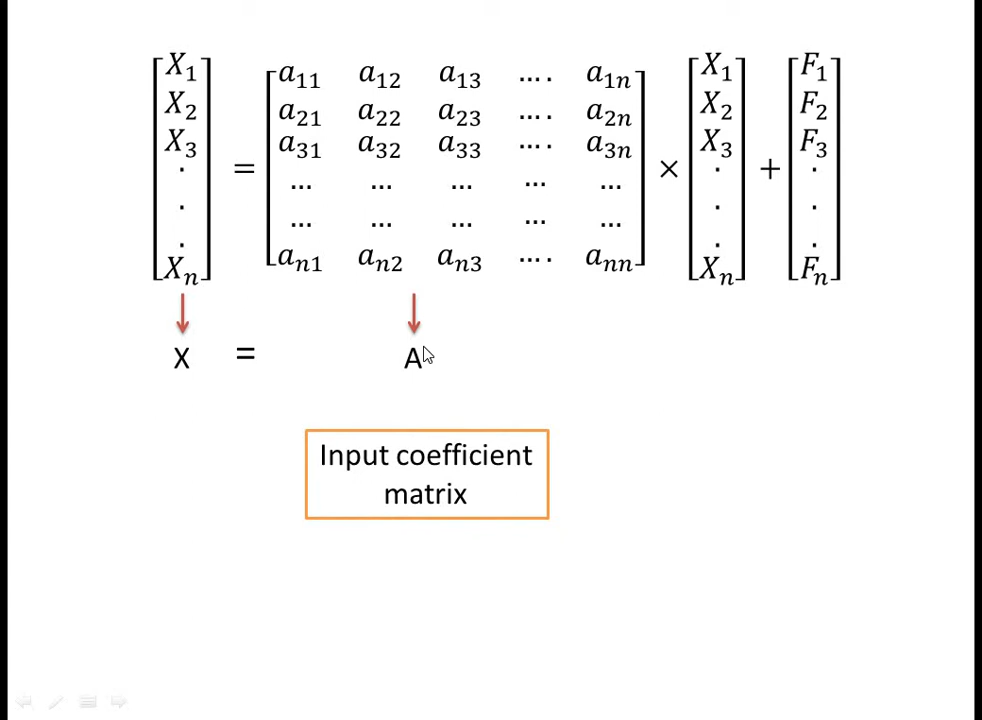 [X₁ X₂ X₃ . . . Xₙ] = [a₁₁ a₁₂ a₁₃ .... a₁ₙ
a₂₁ a₂₂ a₂₃ .... a₂ₙ
a₃₁ a₃₂ a₃₃ .... a₃ₙ
... ... ... ... ...
... ... ... ... ...
aₙ₁ aₙ₂ aₙ₃ .... aₙₙ] × [X₁ X₂ X₃ . . . Xₙ] + [F₁ F₂ F₃ . . . Fₙ]
X = A
Input coefficient
matrix